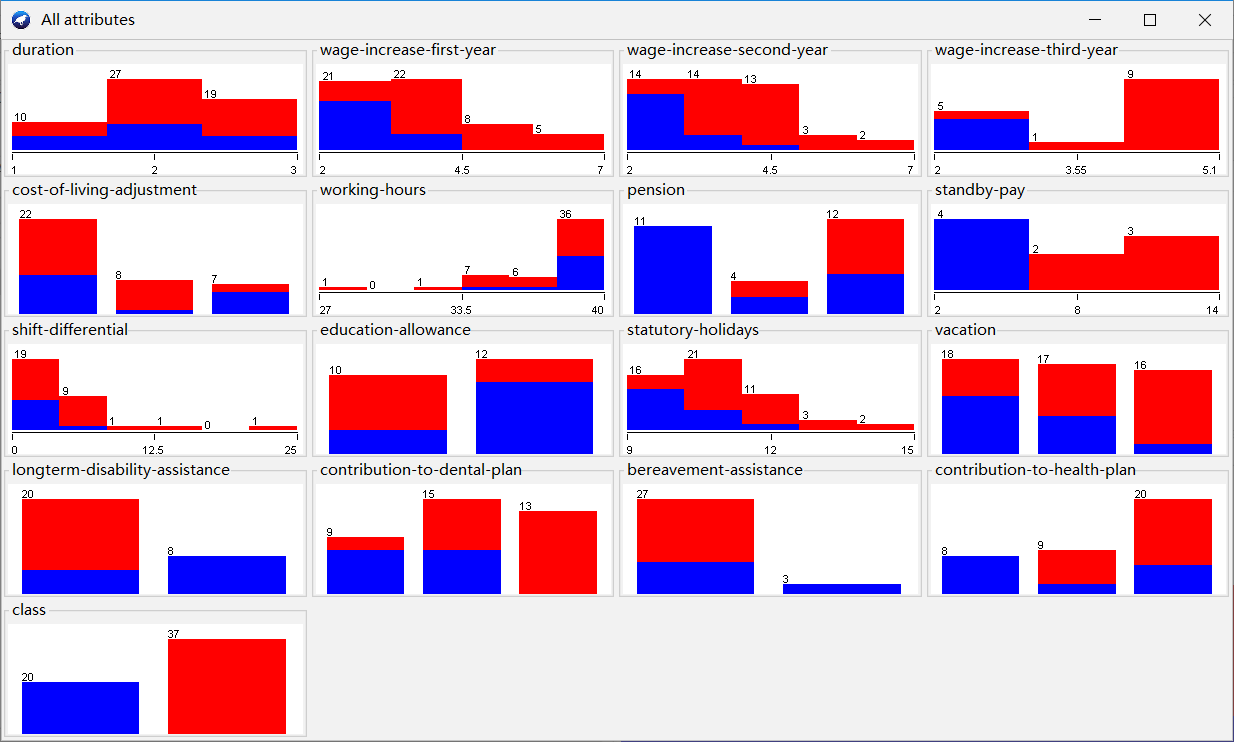 All attributes
duration
10 27 19
1 2 3
wage-increase-first-year
21 22 8 5
2 4.5 7
wage-increase-second-year
14 14 13 3 2
2 4.5 7
wage-increase-third-year
5 1 9
2 3.55 5.1
cost-of-living-adjustment
22 8 7
working-hours
1 0 1 7 6 36
27 33.5 40
pension
11 4 12
standby-pay
4 2 3
2 8 14
shift-differential
19 9 1 1 0 1
0 12.5 25
education-allowance
10 12
statutory-holidays
16 21 11 3 2
9 12 15
vacation
18 17 16
longterm-disability-assistance
20 8
contribution-to-dental-plan
9 15 13
bereavement-assistance
27 3
contribution-to-health-plan
8 9 20
class
20 37